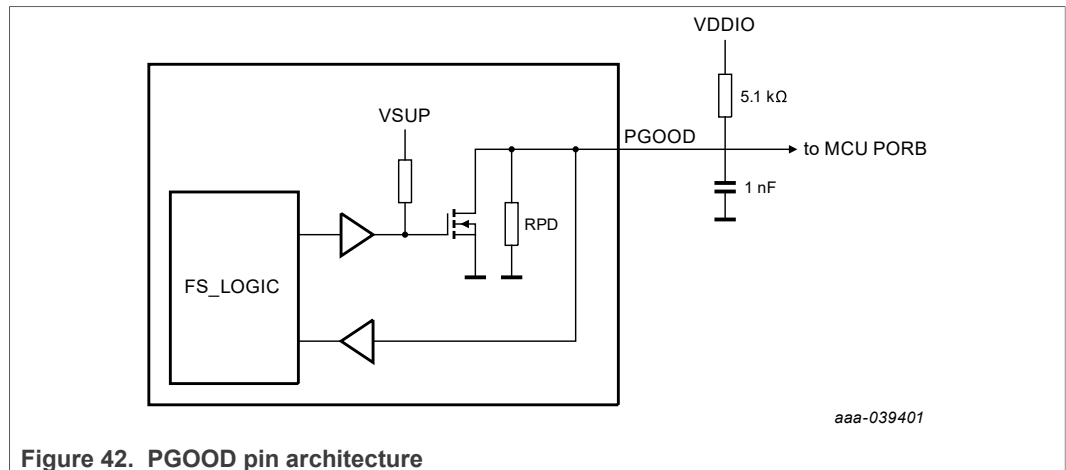 VDDIO
5.1 kΩ
VSUP
PGOOD
to MCU PORB
1 nF
RPD
FS_LOGIC
aaa-039401
Figure 42. PGOOD pin architecture